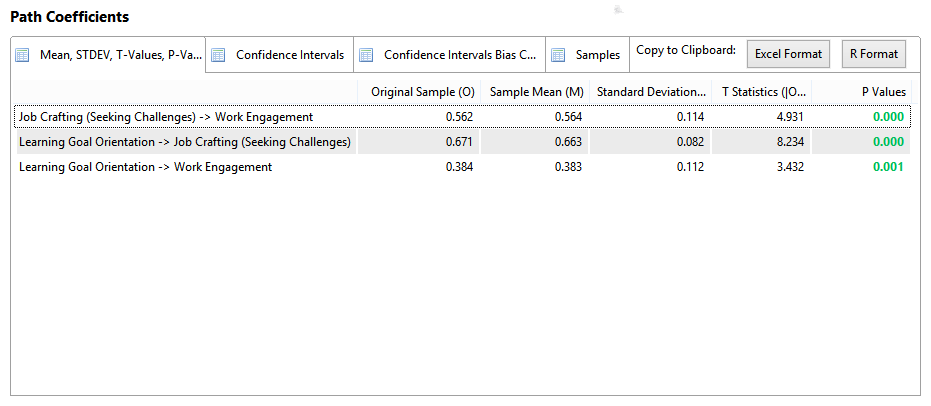 Path Coefficients
Mean, STDEV, T-Values, P-Va... Confidence Intervals Confidence Intervals Bias C... Samples Copy to Clipboard: Excel Format R Format
Original Sample (O) Sample Mean (M) Standard Deviation... T Statistics (|O... P Values
Job Crafting (Seeking Challenges) -> Work Engagement 0.562 0.564 0.114 4.931 0.000
Learning Goal Orientation -> Job Crafting (Seeking Challenges) 0.671 0.663 0.082 8.234 0.000
Learning Goal Orientation -> Work Engagement 0.384 0.383 0.112 3.432 0.001